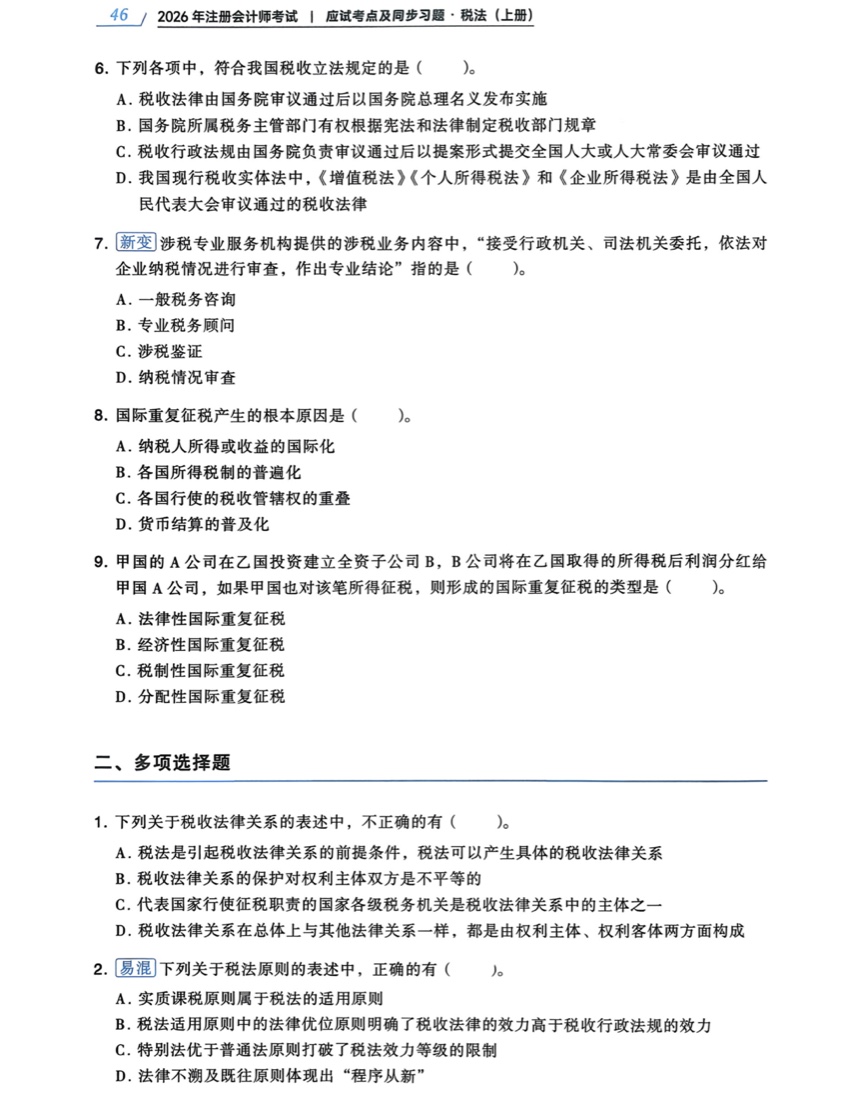 46 / 2026年注册会计师考试 | 应试考点及同步习题·税法(上册)
6. 下列各项中,符合我国税收立法规定的是( )。
A. 税收法律由国务院审议通过后以国务院总理名义发布实施
B. 国务院所属税务主管部门有权根据宪法和法律制定税收部门规章
C. 税收行政法规由国务院负责审议通过后以提案形式提交全国人大或人大常委会审议通过
D. 我国现行税收实体法中,《增值税法》《个人所得税法》和《企业所得税法》是由全国人
民代表大会审议通过的税收法律
7. 新变 涉税专业服务机构提供的涉税业务内容中,“接受行政机关、司法机关委托,依法对
企业纳税情况进行审查,作出专业结论”指的是( )。
A. 一般税务咨询
B. 专业税务顾问
C. 涉税鉴证
D. 纳税情况审查
8. 国际重复征税产生的根本原因是( )。
A. 纳税人所得或收益的国际化
B. 各国所得税制的普遍化
C. 各国行使的税收管辖权的重叠
D. 货币结算的普及化
9. 甲国的A公司在乙国投资建立全资子公司B,B公司将在乙国取得的所得税后利润分红给
甲国A公司,如果甲国也对该笔所得征税,则形成的国际重复征税的类型是( )。
A. 法律性国际重复征税
B. 经济性国际重复征税
C. 税制性国际重复征税
D. 分配性国际重复征税
二、多项选择题
1. 下列关于税收法律关系的表述中,不正确的有( )。
A. 税法是引起税收法律关系的前提条件,税法可以产生具体的税收法律关系
B. 税收法律关系的保护对权利主体双方是不平等的
C. 代表国家行使征税职责的国家各级税务机关是税收法律关系中的主体之一
D. 税收法律关系在总体上与其他法律关系一样,都是由权利主体、权利客体两方面构成
2. 易混 下列关于税法原则的表述中,正确的有( )。
A. 实质课税原则属于税法的适用原则
B. 税法适用原则中的法律优位原则明确了税收法律的效力高于税收行政法规的效力
C. 特别法优于普通法原则打破了税法效力等级的限制
D. 法律不溯及既往原则体现出“程序从新”